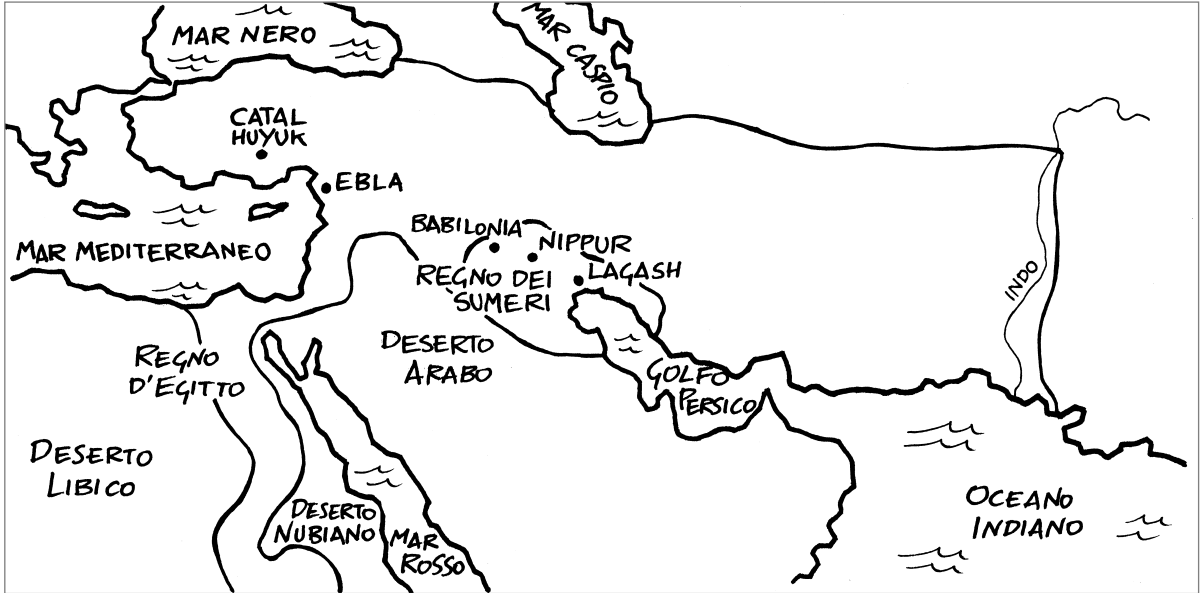 MAR NERO
MAR CASPIO
CATAL
HUYUK
EBLA
BABILONIA
NIPPUR
MAR MEDITERRANEO
REGNO DEI
SUMERI
LAGASH
INDO
DESERTO
ARABO
REGNO
D'EGITTO
GOLFO
PERSICO
DESERTO
LIBICO
DESERTO
NUBIANO
MAR
ROSSO
OCEANO
INDIANO